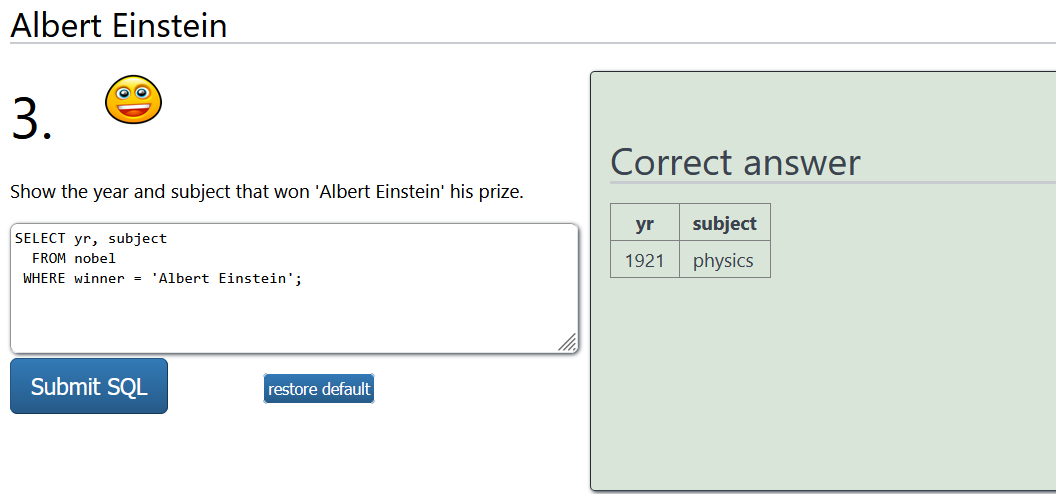 Albert Einstein
3.
Show the year and subject that won 'Albert Einstein' his prize.
SELECT yr, subject
  FROM nobel
 WHERE winner = 'Albert Einstein';
Submit SQL
restore default
Correct answer
yr subject
1921 physics